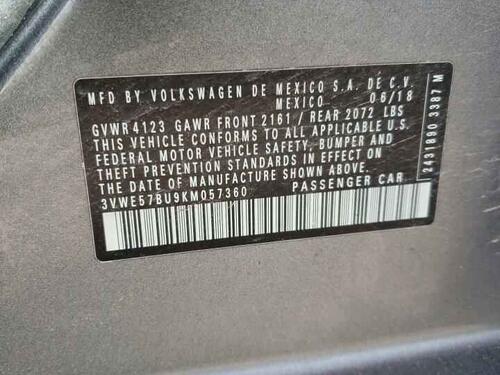 MFD BY VOLKSWAGEN DE MEXICO S.A. DE C.V.
MEXICO 06/18
GVWR 4123 GAWR FRONT 2161 / REAR 2072 LBS
THIS VEHICLE CONFORMS TO ALL APPLICABLE U.S.
FEDERAL MOTOR VEHICLE SAFETY, BUMPER AND
THEFT PREVENTION STANDARDS IN EFFECT ON THE
DATE OF MANUFACTURE SHOWN ABOVE.
3VWE57BU9KM057360 PASSENGER CAR
2431890 3387 M